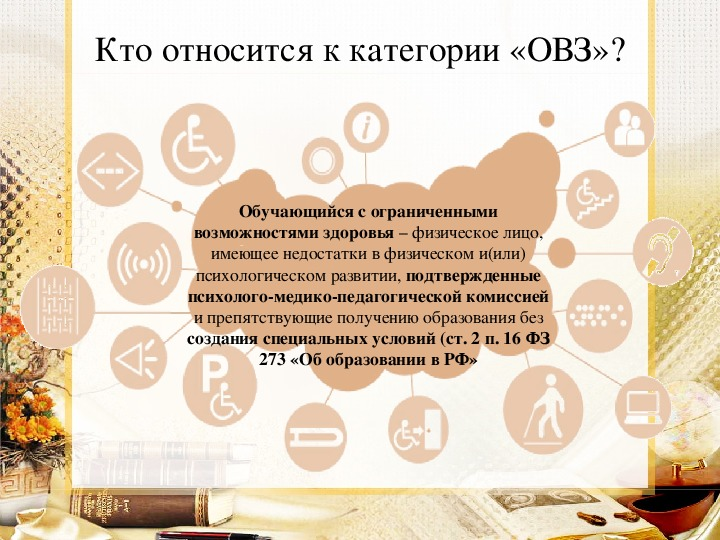 Кто относится к категории «ОВЗ»?
Обучающийся с ограниченными
возможностями здоровья – физическое лицо,
имеющее недостатки в физическом и(или)
психологическом развитии, подтвержденные
психолого-медико-педагогической комиссией
и препятствующие получению образования без
создания специальных условий (ст. 2 п. 16 ФЗ
273 «Об образовании в РФ»
i
P